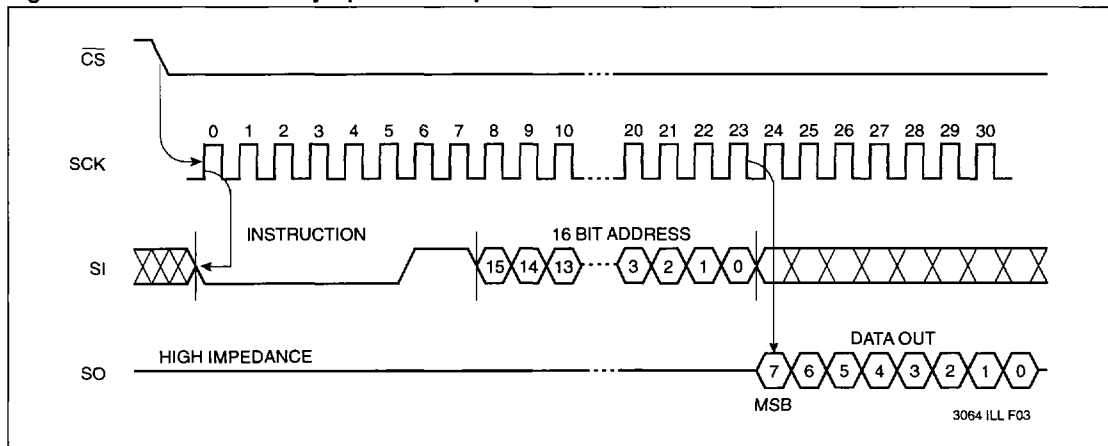 CS
0 1 2 3 4 5 6 7 8 9 10 20 21 22 23 24 25 26 27 28 29 30
SCK
INSTRUCTION
16 BIT ADDRESS
SI
15 14 13 3 2 1 0
HIGH IMPEDANCE
DATA OUT
SO
7 6 5 4 3 2 1 0
MSB
3064 ILL F03